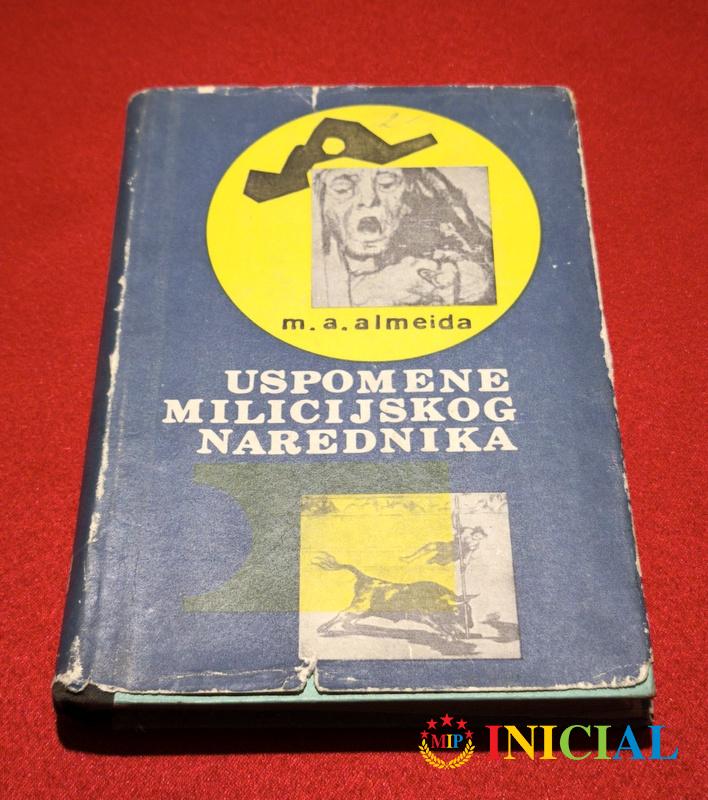 m.a.almeida
USPOMENE
MILICIJSKOG
NAREDNIKA
MIP INICIAL